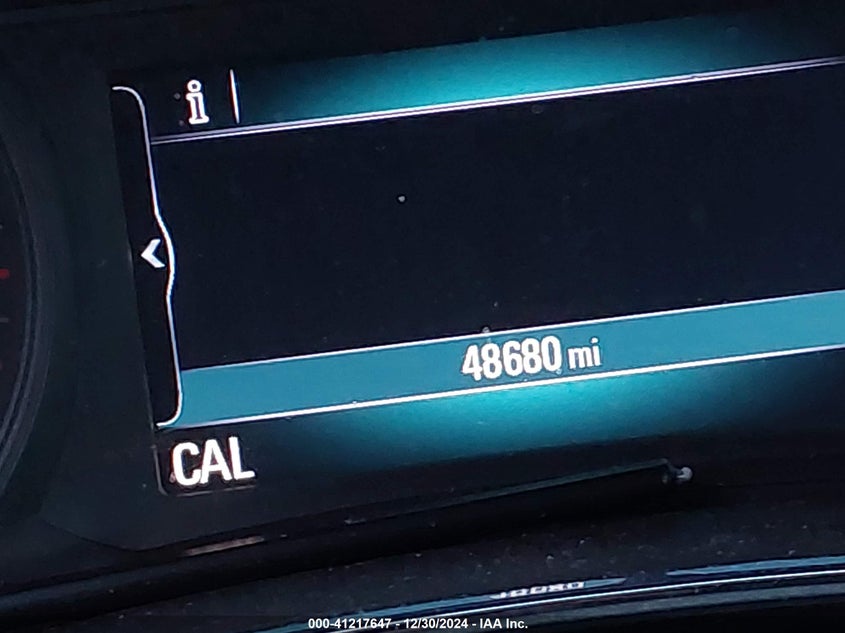 i
48680 mi
CAL
000-41217647 - 12/30/2024 - IAA Inc.